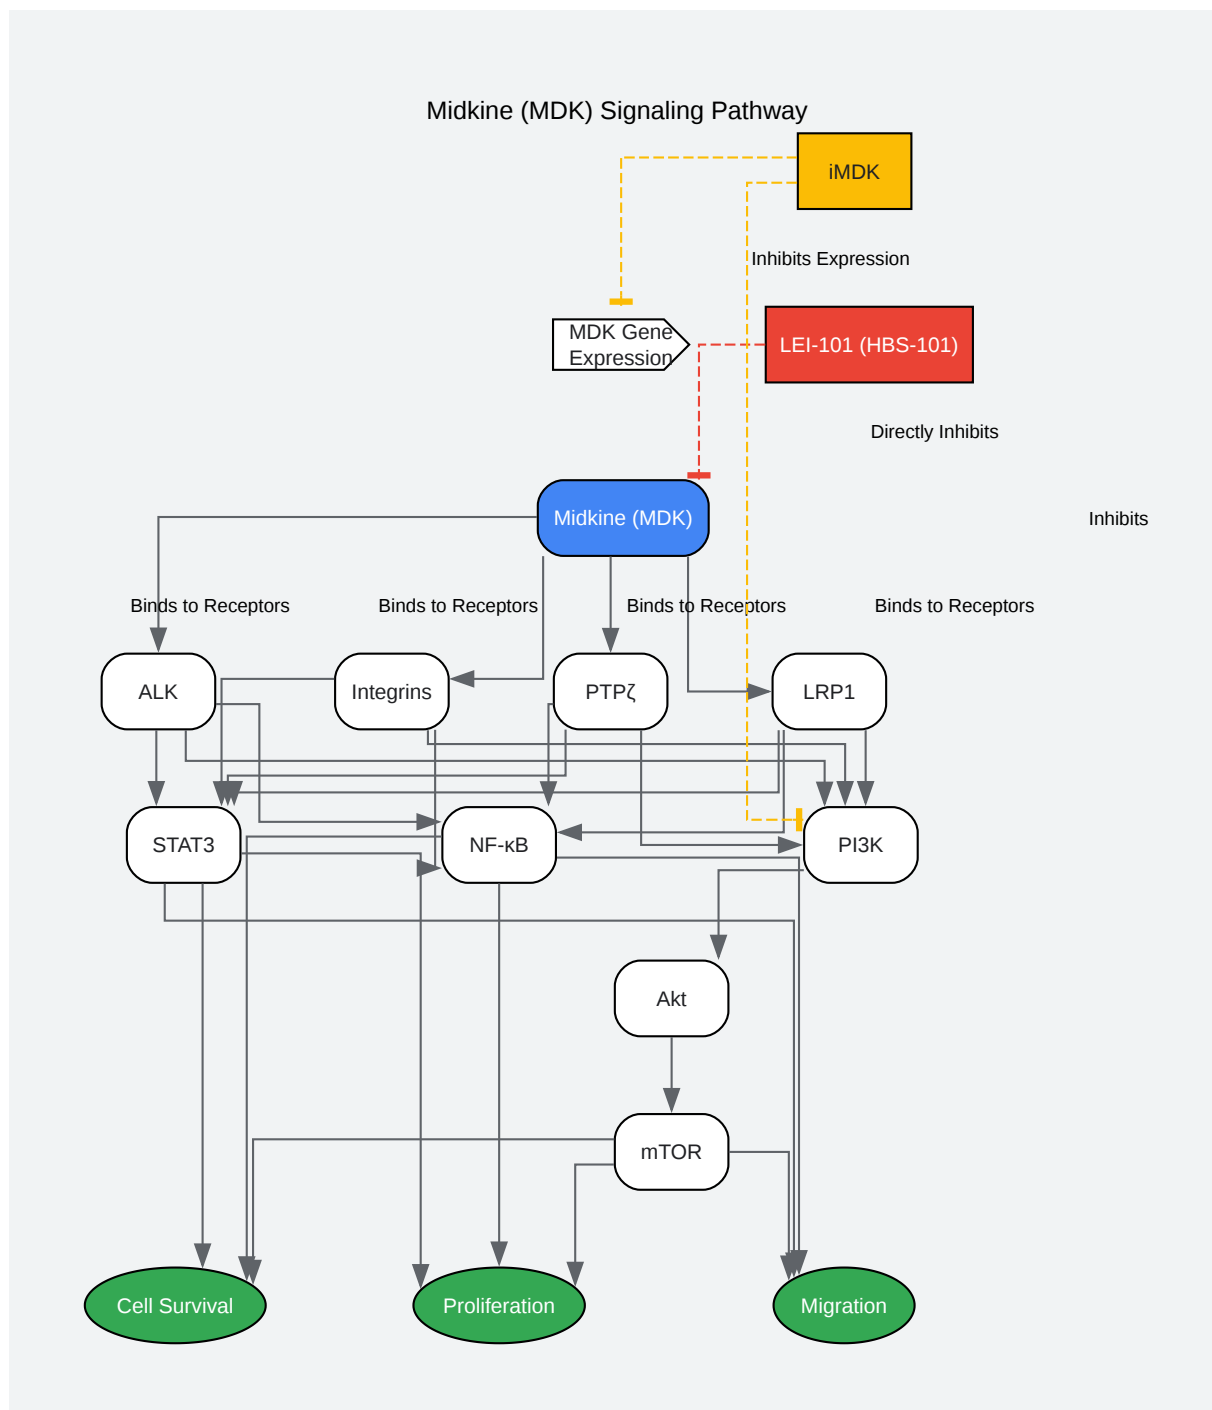 Midkine (MDK) Signaling Pathway
iMDK
Inhibits Expression
MDK Gene
Expression
LEI-101 (HBS-101)
Directly Inhibits
Midkine (MDK)
Inhibits
Binds to Receptors
Binds to Receptors
Binds to Receptors
Binds to Receptors
ALK
Integrins
PTPζ
LRP1
STAT3
NF-κB
PI3K
Akt
mTOR
Cell Survival
Proliferation
Migration